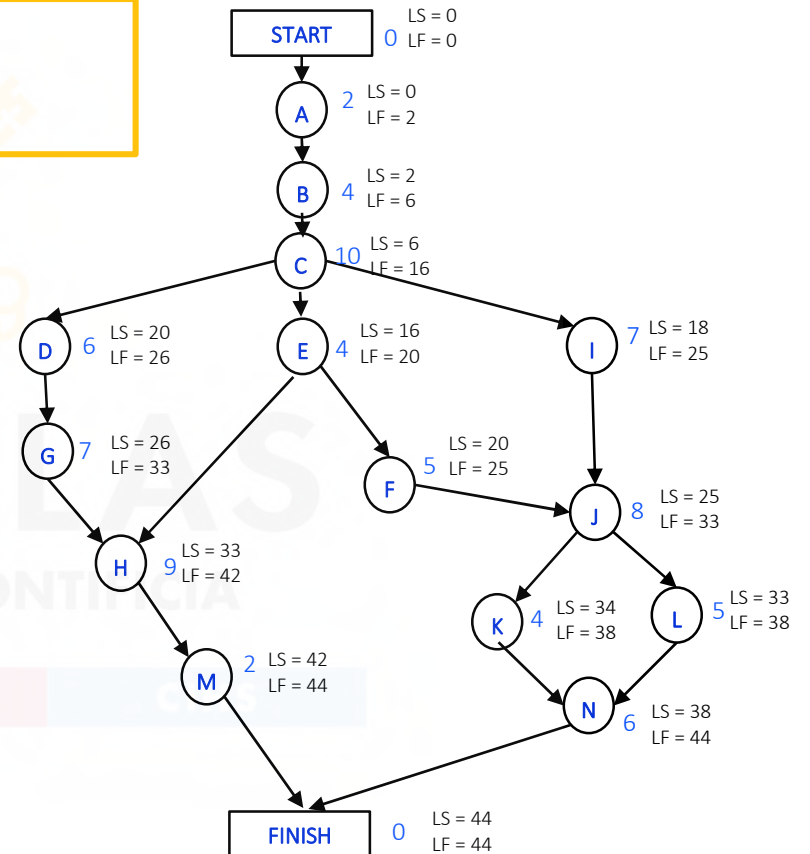 START
0
LS = 0
LF = 0
A
2
LS = 0
LF = 2
B
4
LS = 2
LF = 6
C
10
LS = 6
LF = 16
D
6
LS = 20
LF = 26
E
4
LS = 16
LF = 20
I
7
LS = 18
LF = 25
G
7
LS = 26
LF = 33
F
5
LS = 20
LF = 25
J
8
LS = 25
LF = 33
H
9
LS = 33
LF = 42
K
4
LS = 34
LF = 38
L
5
LS = 33
LF = 38
M
2
LS = 42
LF = 44
N
6
LS = 38
LF = 44
FINISH
0
LS = 44
LF = 44
LAS
ONTIFICIA